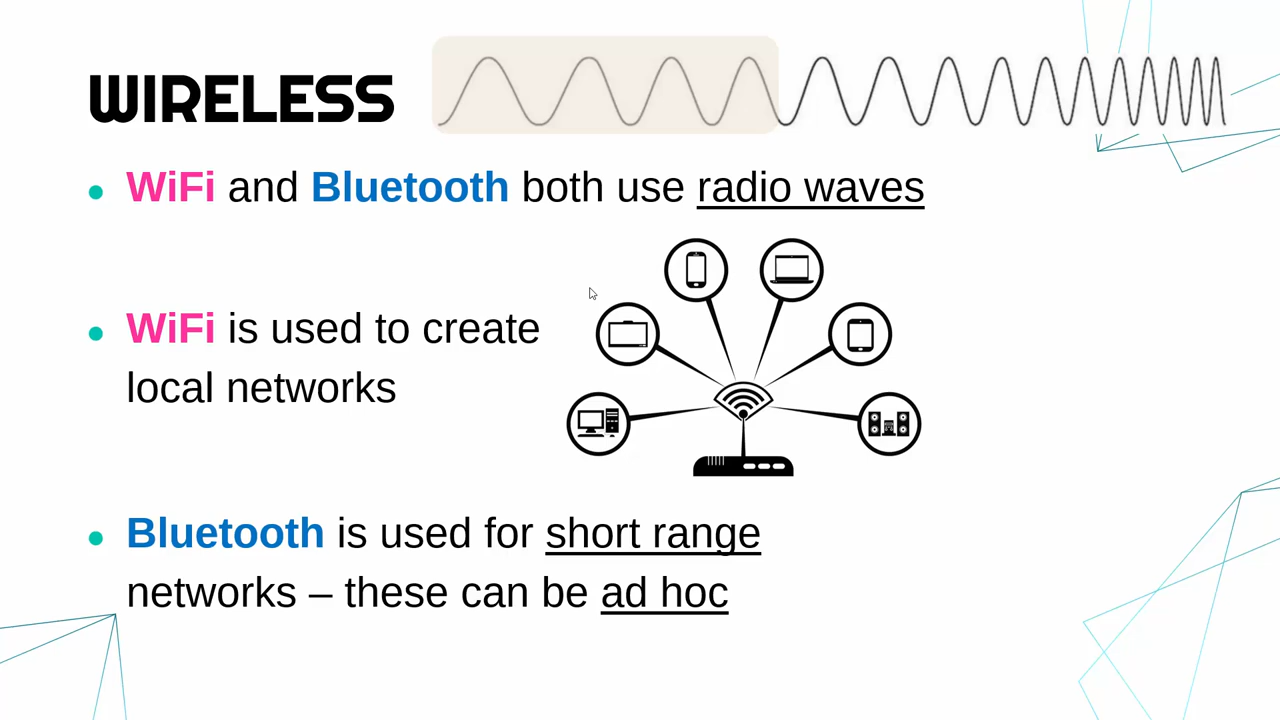 WIRELESS
WiFi and Bluetooth both use radio waves
WiFi is used to create
local networks
Bluetooth is used for short range
networks – these can be ad hoc